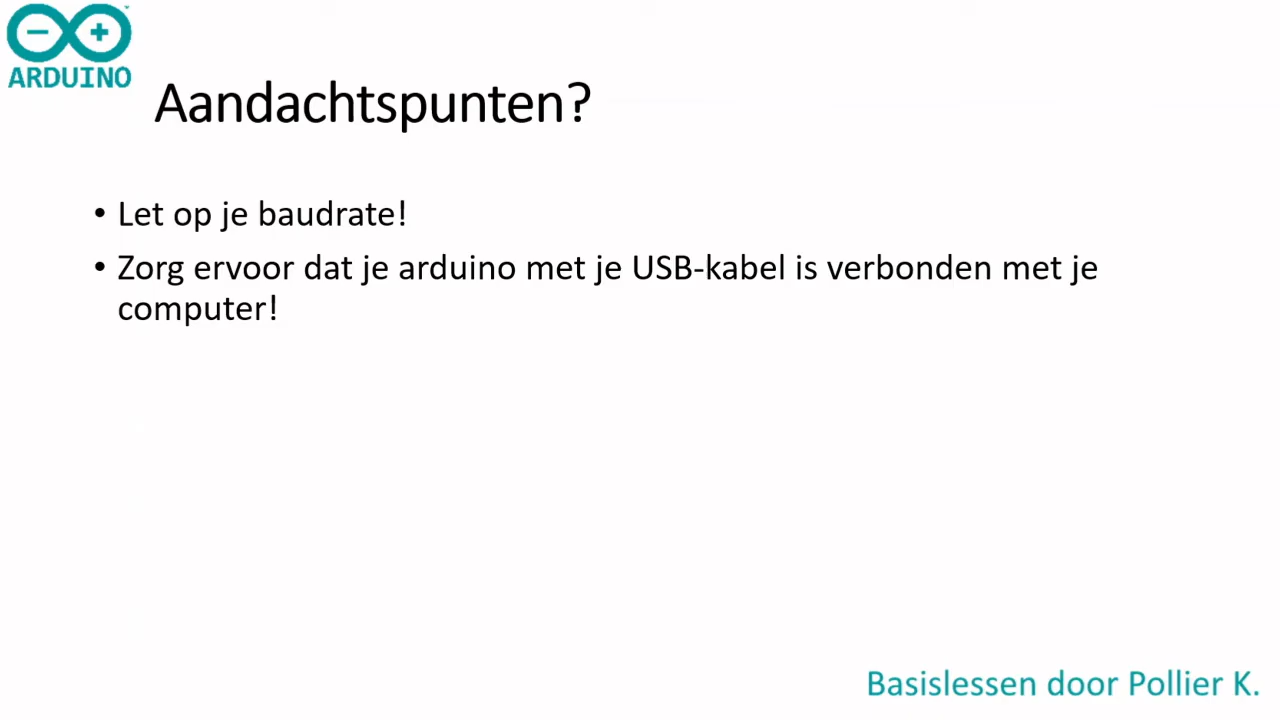 ARDUINO
Aandachtspunten?
• Let op je baudrate!
• Zorg ervoor dat je arduino met je USB-kabel is verbonden met je
computer!
Basislessen door Pollier K.